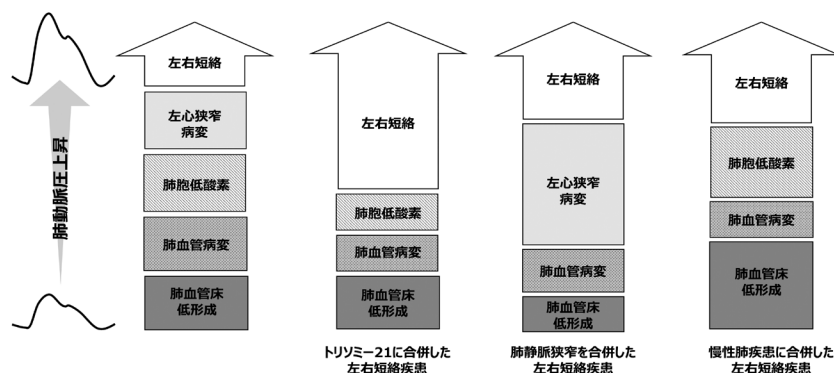 肺動脈圧上昇
左右短絡
左心狭窄
病変
肺胞低酸素
肺血管病変
肺血管床
低形成
左右短絡
肺胞低酸素
肺血管病変
肺血管床
低形成
トリソミー21に合併した
左右短絡疾患
左右短絡
左心狭窄
病変
肺血管病変
肺血管床
低形成
肺静脈狭窄を合併した
左右短絡疾患
左右短絡
肺胞低酸素
肺血管病変
肺血管床
低形成
慢性肺疾患に合併した
左右短絡疾患